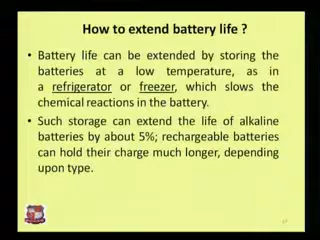 How to extend battery life ?
• Battery life can be extended by storing the
batteries at a low temperature, as in
a refrigerator or freezer, which slows the
chemical reactions in the battery.
• Such storage can extend the life of alkaline
batteries by about 5%; rechargeable batteries
can hold their charge much longer, depending
upon type.